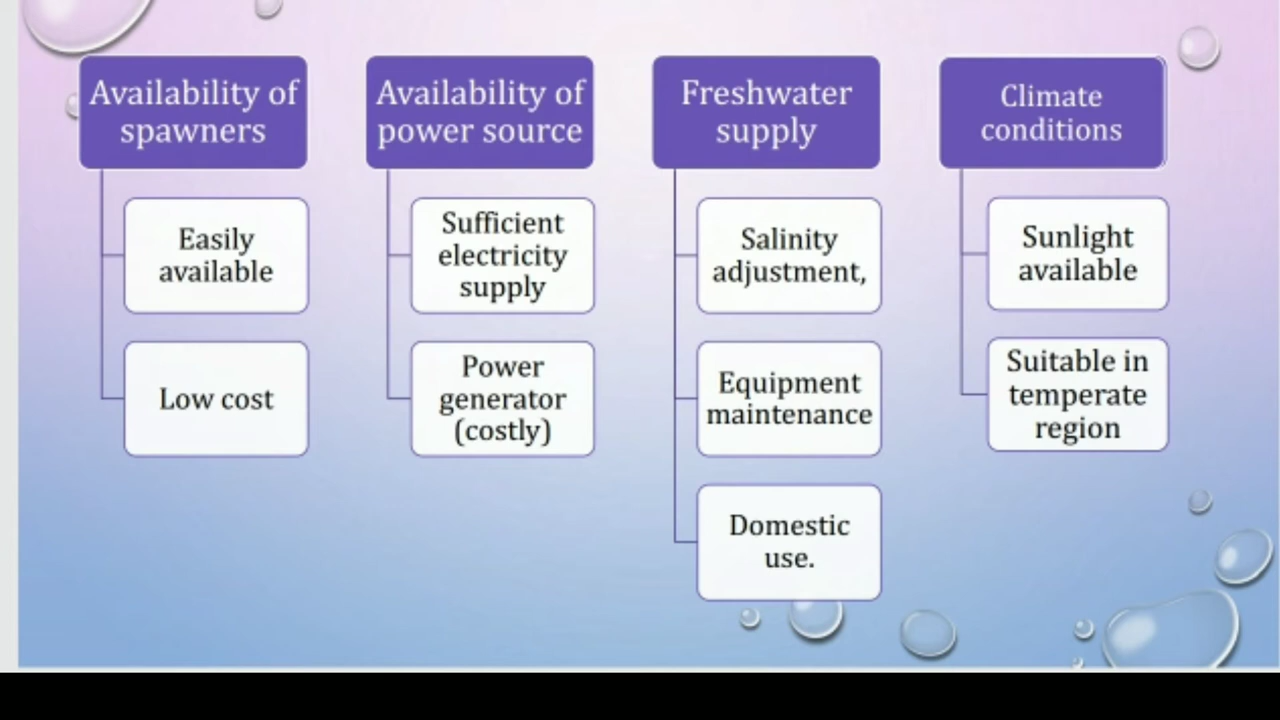 Availability of
spawners
Easily
available
Low cost
Availability of
power source
Sufficient
electricity
supply
Power
generator
(costly)
Freshwater
supply
Salinity
adjustment,
Equipment
maintenance
Domestic
use.
Climate
conditions
Sunlight
available
Suitable in
temperate
region